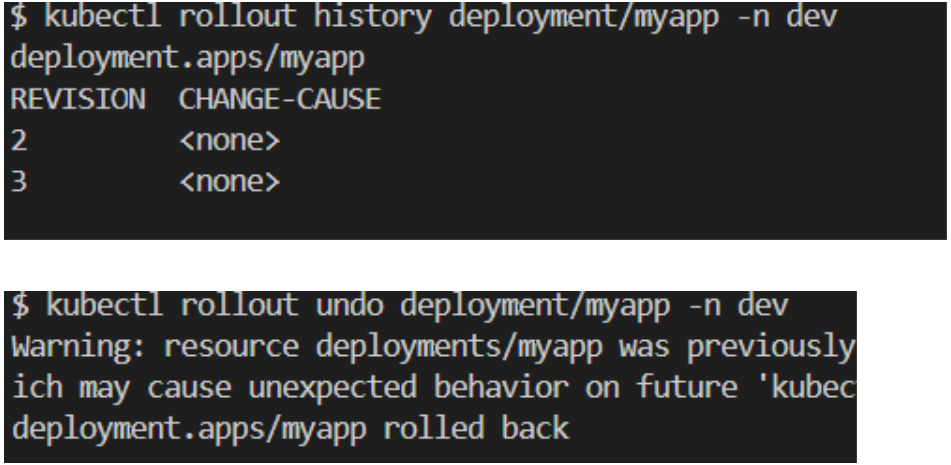 $ kubectl rollout history deployment/myapp -n dev
deployment.apps/myapp
REVISION  CHANGE-CAUSE
2         <none>
3         <none>
$ kubectl rollout undo deployment/myapp -n dev
Warning: resource deployments/myapp was previously
ich may cause unexpected behavior on future 'kubec
deployment.apps/myapp rolled back